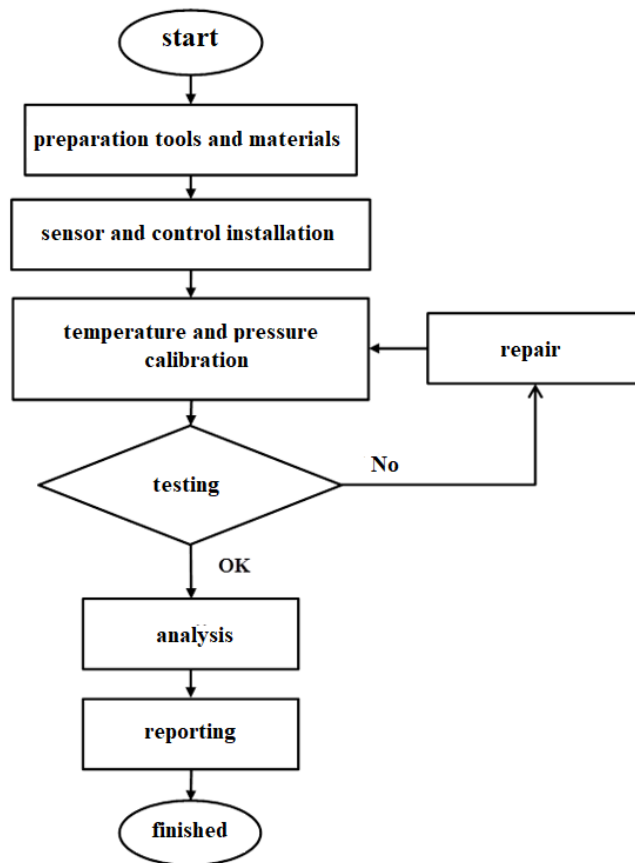 start
preparation tools and materials
sensor and control installation
temperature and pressure
calibration
repair
testing
No
OK
analysis
reporting
finished